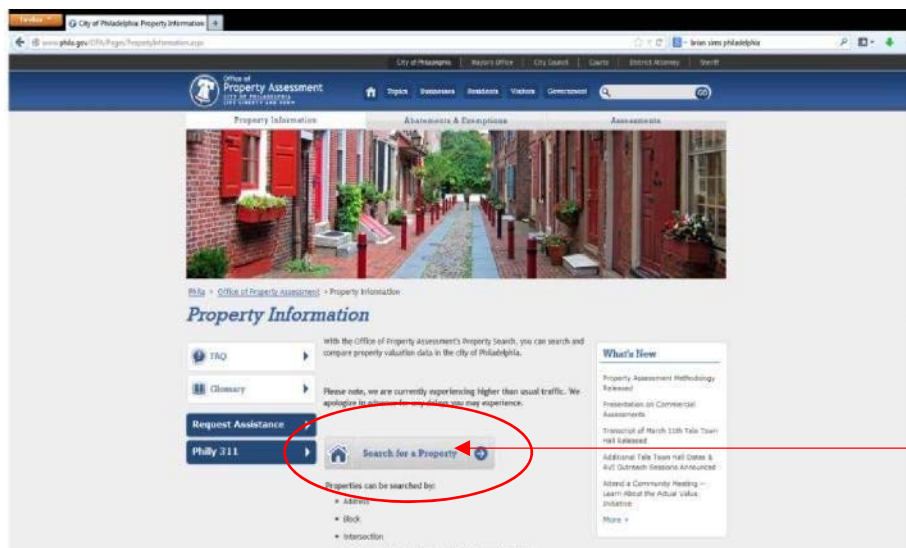 City of Philadelphia Property Information
www.phila.gov/OPA/Pages/PropertyInformation.aspx
brian sims philadelphia
City of Philadelphia | Mayor's Office | City Council | Courts | District Attorney | Sheriff
Office of
Property Assessment
CITY OF PHILADELPHIA
LIFE LIBERTY AND YOU
Topics Businesses Residents Visitors Government GO
Property Information Abatements & Exemptions Assessments
Phila > Office of Property Assessment > Property Information
Property Information
With the Office of Property Assessment's Property Search, you can search and
compare property valuation data in the city of Philadelphia.
Please note, we are currently experiencing higher than usual traffic. We
apologize in advance for any delays you may experience.
FAQ
Glossary
Request Assistance
Philly 311
Search for a Property
Properties can be searched by:
Address
Block
Intersection
What's New
Property Assessment Methodology
Released
Presentation on Commercial
Assessments
Transcript of March 11th Tele Town
Hall Released
Additional Tele Town Hall Dates &
AVI Outreach Sessions Announced
Attend a Community Meeting —
Learn About the Actual Value
Initiative
More +